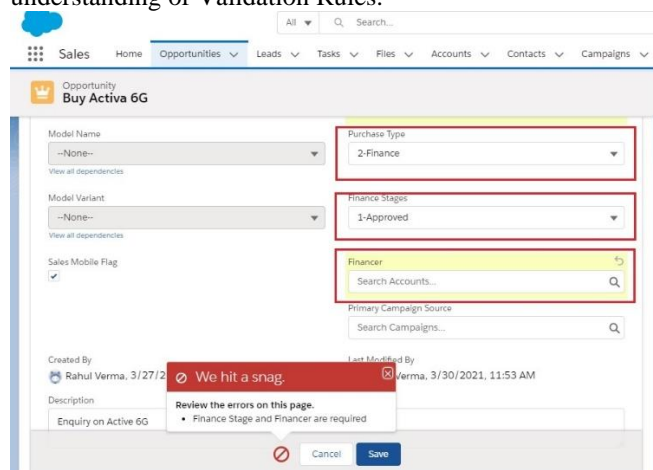 understanding of Validation Rules.
All Search...
Sales Home Opportunities Leads Tasks Files Accounts Contacts Campaigns
Opportunity
Buy Activa 6G
Model Name
--None--
View all dependencies
Purchase Type
2-Finance
Model Variant
--None--
View all dependencies
Finance Stages
1-Approved
Sales Mobile Flag
Financer
Search Accounts...
Primary Campaign Source
Search Campaigns...
Created By
Rahul Verma, 3/27/2
Last Modified By
Verma, 3/30/2021, 11:53 AM
Description
Enquiry on Active 6G
We hit a snag.
Review the errors on this page.
• Finance Stage and Financer are required
Cancel Save